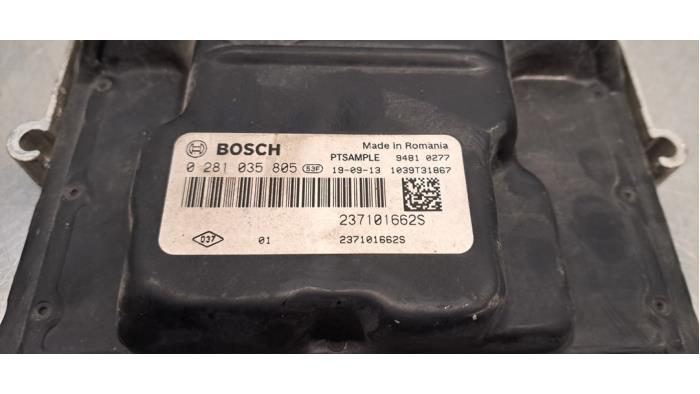 BOSCH
Made in Romania
PTSAMPLE 9481 0277
0 281 035 805 S3F 19-09-13 1039T31867
237101662S
037 01 237101662S